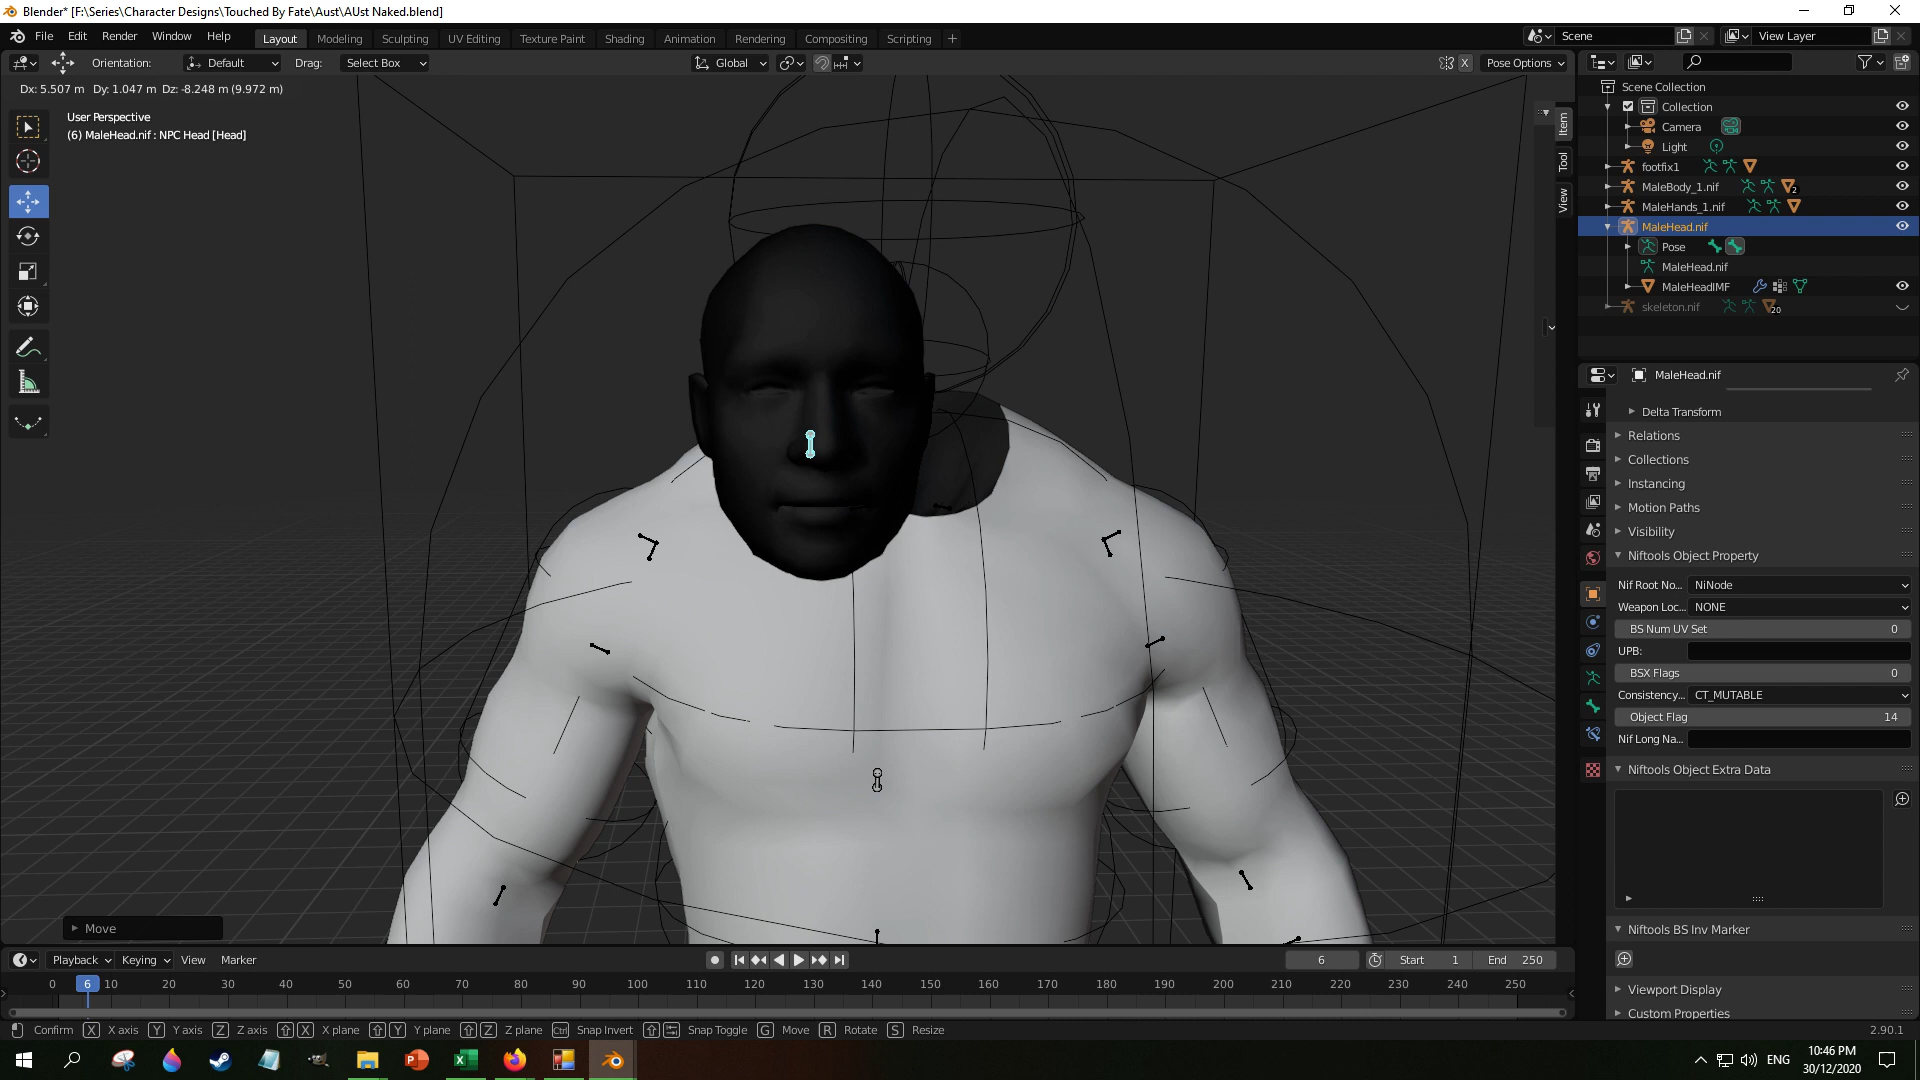 Blender* [F:\Series\Character Designs\Touched By Fate\Aust\AUst Naked.blend]
File Edit Render Window Help Layout Modeling Sculpting UV Editing Texture Paint Shading Animation Rendering Compositing Scripting + Scene View Layer
Orientation: Default Drag: Select Box Global X Pose Options
Dx: 5.507 m Dy: 1.047 m Dz: -8.248 m (9.972 m)
User Perspective
(6) MaleHead.nif : NPC Head [Head]
Item
Tool
View
Move
Scene Collection
Collection
Camera
Light
footfix1
MaleBody_1.nif 2
MaleHands_1.nif
MaleHead.nif
Pose
MaleHead.nif
MaleHeadIMF
skeleton.nif 20
MaleHead.nif
Delta Transform
Relations
Collections
Instancing
Motion Paths
Visibility
Niftools Object Property
Nif Root No... NiNode
Weapon Loc... NONE
BS Num UV Set 0
UPB:
BSX Flags 0
Consistency... CT_MUTABLE
Object Flag 14
Nif Long Na...
Niftools Object Extra Data
Niftools BS Inv Marker
Viewport Display
Custom Properties
Playback Keying View Marker 6 Start 1 End 250
0 6 10 20 30 40 50 60 70 80 90 100 110 120 130 140 150 160 170 180 190 200 210 220 230 240 250
Confirm X X axis Y Y axis Z Z axis X X plane Y Y plane Z Z plane Ctrl Snap Invert Snap Toggle G Move R Rotate S Resize 2.90.1
ENG 10:46 PM
30/12/2020